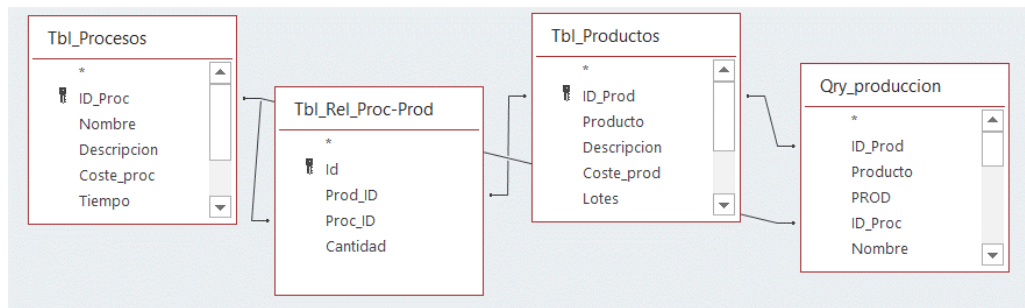 Tbl_Procesos
*
ID_Proc
Nombre
Descripcion
Coste_proc
Tiempo
Tbl_Rel_Proc-Prod
*
Id
Prod_ID
Proc_ID
Cantidad
Tbl_Productos
*
ID_Prod
Producto
Descripcion
Coste_prod
Lotes
Qry_produccion
*
ID_Prod
Producto
PROD
ID_Proc
Nombre